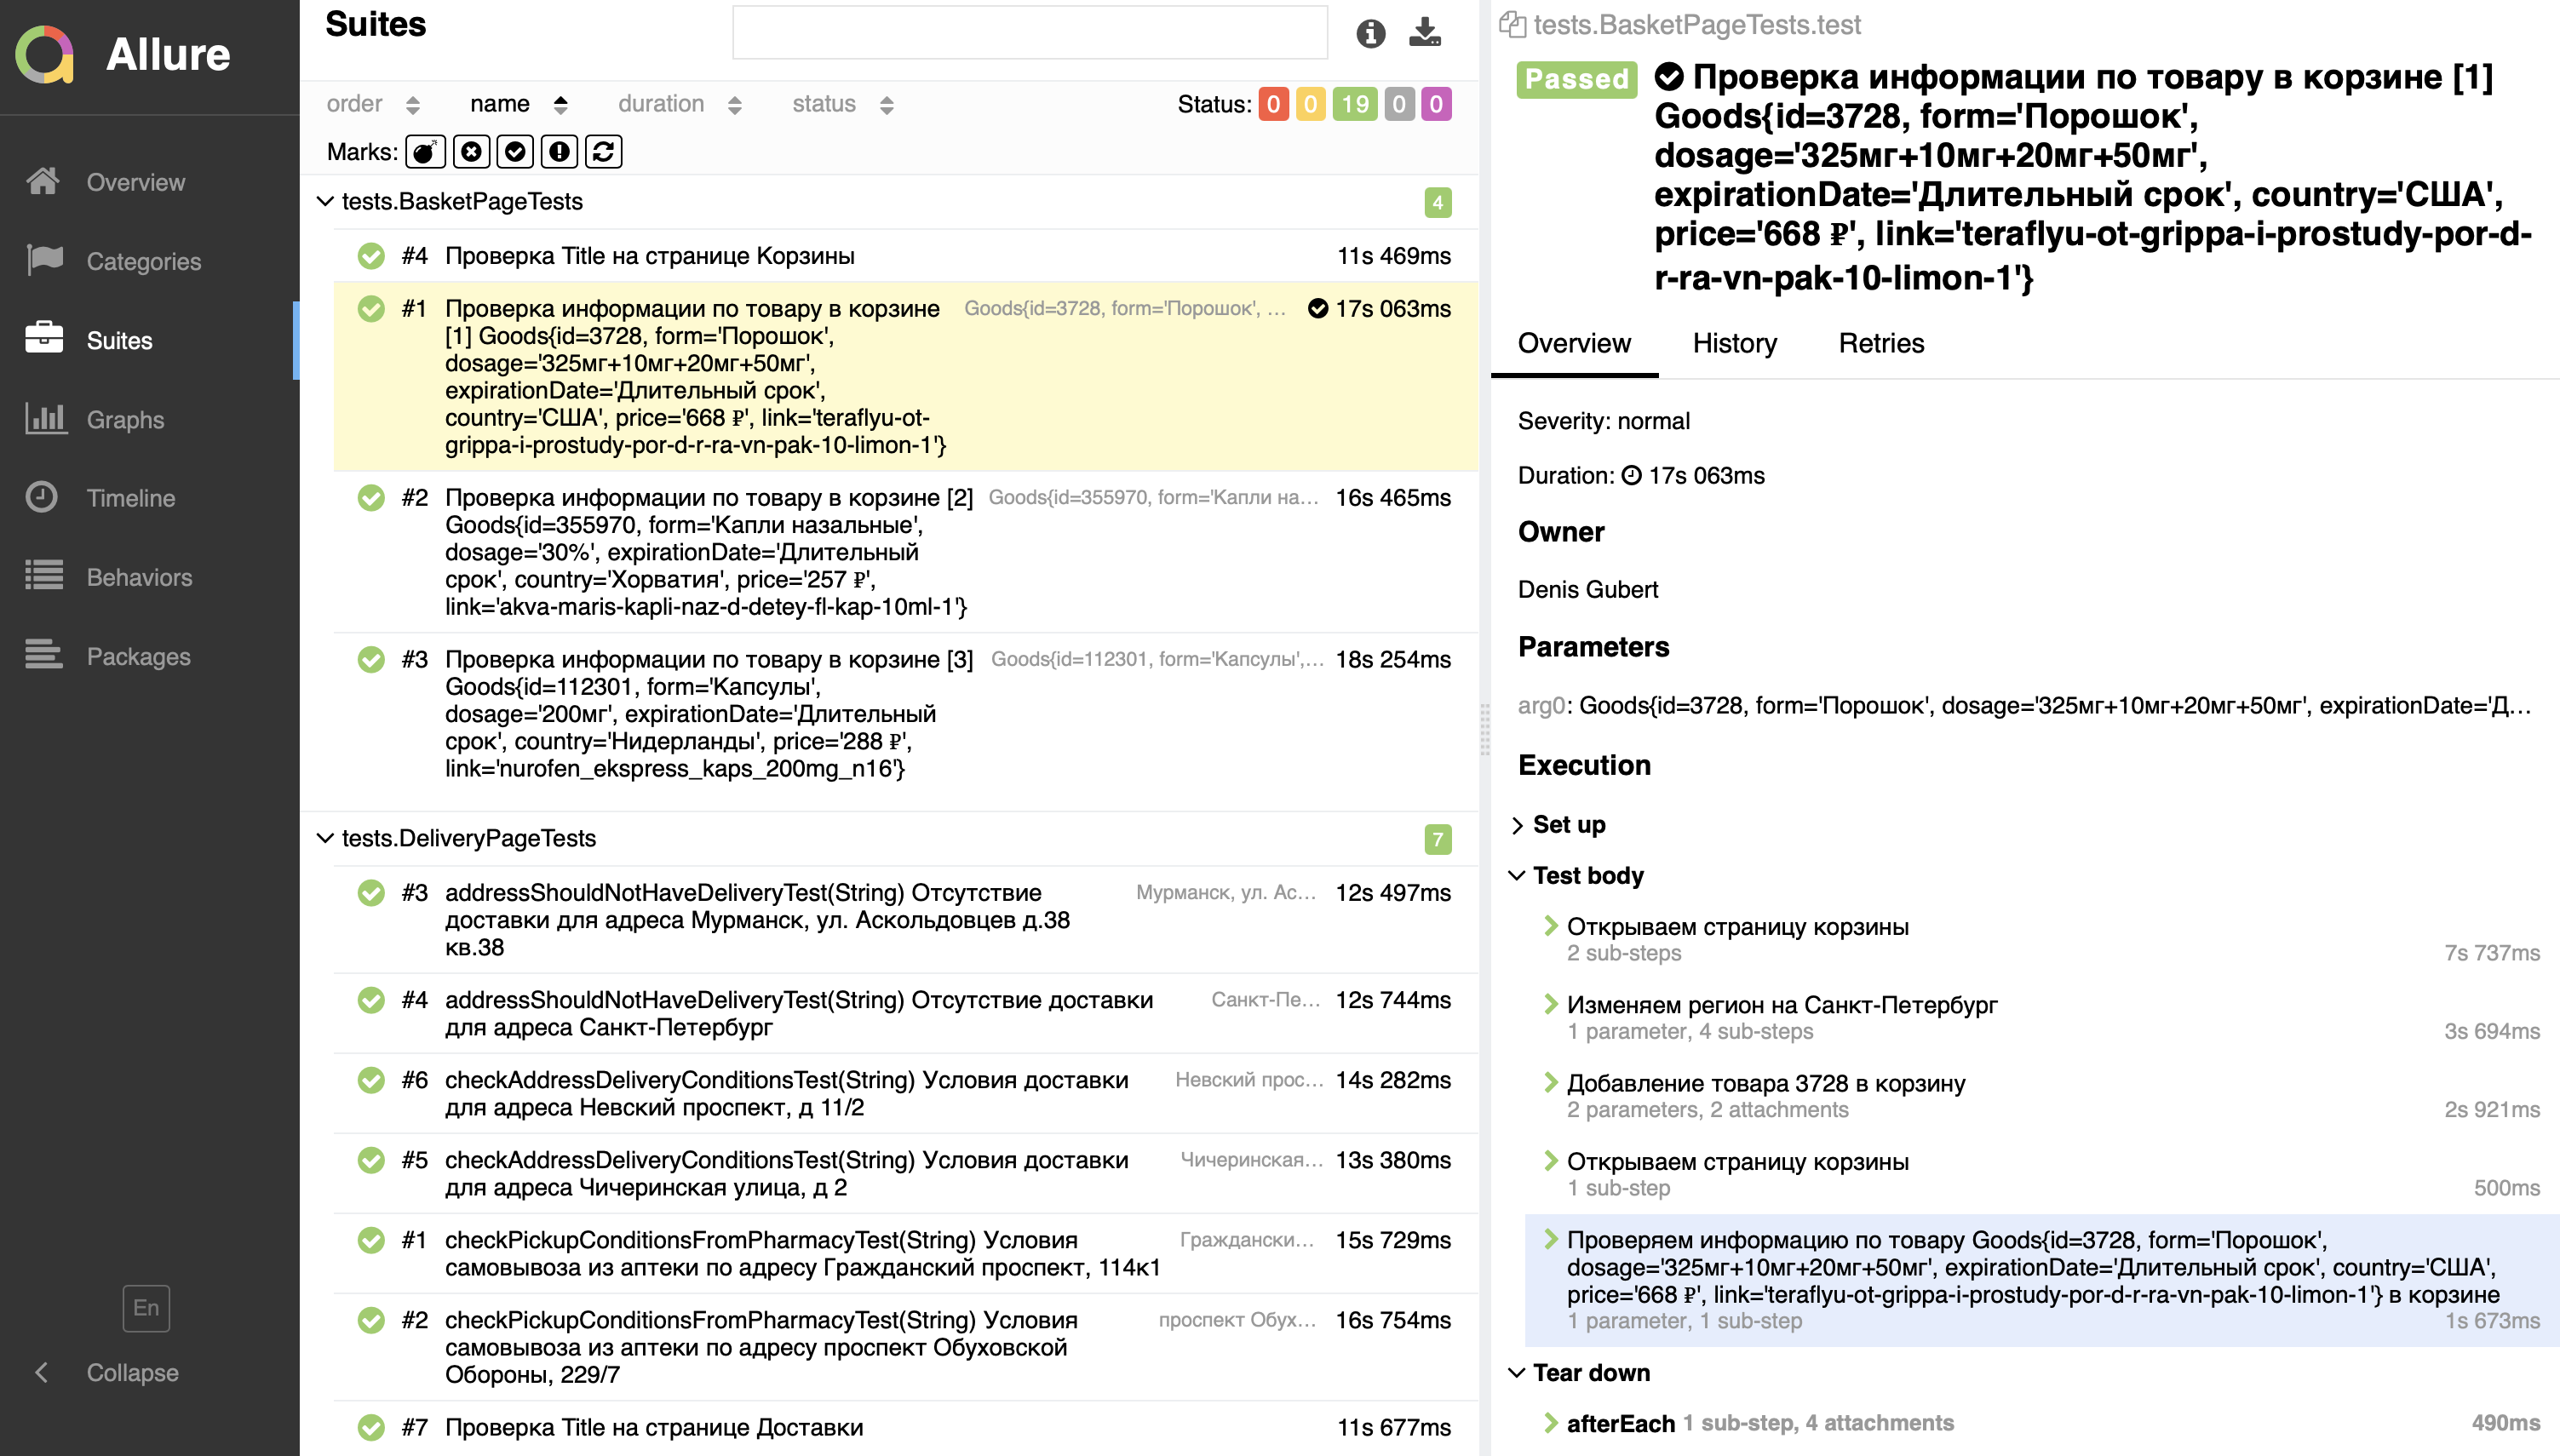 Allure
Overview
Categories
Suites
Graphs
Timeline
Behaviors
Packages
En
Collapse
Suites
order name duration status Status: 0 0 19 0 0
Marks:
tests.BasketPageTests 4
#4 Проверка Title на странице Корзины 11s 469ms
#1 Проверка информации по товару в корзине Goods{id=3728, form='Порошок', … 17s 063ms
[1] Goods{id=3728, form='Порошок',
dosage='325мг+10мг+20мг+50мг',
expirationDate='Длительный срок',
country='США', price='668 ₽', link='teraflyu-ot-
grippa-i-prostudy-por-d-r-ra-vn-pak-10-limon-1'}
#2 Проверка информации по товару в корзине [2] Goods{id=355970, form='Капли на… 16s 465ms
Goods{id=355970, form='Капли назальные',
dosage='30%', expirationDate='Длительный
срок', country='Хорватия', price='257 ₽',
link='akva-maris-kapli-naz-d-detey-fl-kap-10ml-1'}
#3 Проверка информации по товару в корзине [3] Goods{id=112301, form='Капсулы',… 18s 254ms
Goods{id=112301, form='Капсулы',
dosage='200мг', expirationDate='Длительный
срок', country='Нидерланды', price='288 ₽',
link='nurofen_ekspress_kaps_200mg_n16'}
tests.DeliveryPageTests 7
#3 addressShouldNotHaveDeliveryTest(String) Отсутствие Мурманск, ул. Ас… 12s 497ms
доставки для адреса Мурманск, ул. Аскольдовцев д.38
кв.38
#4 addressShouldNotHaveDeliveryTest(String) Отсутствие доставки Санкт-Пе… 12s 744ms
для адреса Санкт-Петербург
#6 checkAddressDeliveryConditionsTest(String) Условия доставки Невский прос… 14s 282ms
для адреса Невский проспект, д 11/2
#5 checkAddressDeliveryConditionsTest(String) Условия доставки Чичеринская… 13s 380ms
для адреса Чичеринская улица, д 2
#1 checkPickupConditionsFromPharmacyTest(String) Условия Граждански… 15s 729ms
самовывоза из аптеки по адресу Гражданский проспект, 114к1
#2 checkPickupConditionsFromPharmacyTest(String) Условия проспект Обух… 16s 754ms
самовывоза из аптеки по адресу проспект Обуховской
Обороны, 229/7
#7 Проверка Title на странице Доставки 11s 677ms
tests.BasketPageTests.test
Passed Проверка информации по товару в корзине [1]
Goods{id=3728, form='Порошок',
dosage='325мг+10мг+20мг+50мг',
expirationDate='Длительный срок', country='США',
price='668 ₽', link='teraflyu-ot-grippa-i-prostudy-por-d-
r-ra-vn-pak-10-limon-1'}
Overview History Retries
Severity: normal
Duration: 17s 063ms
Owner
Denis Gubert
Parameters
arg0: Goods{id=3728, form='Порошок', dosage='325мг+10мг+20мг+50мг', expirationDate='Д…
Execution
Set up
Test body
Открываем страницу корзины
2 sub-steps 7s 737ms
Изменяем регион на Санкт-Петербург
1 parameter, 4 sub-steps 3s 694ms
Добавление товара 3728 в корзину
2 parameters, 2 attachments 2s 921ms
Открываем страницу корзины
1 sub-step 500ms
Проверяем информацию по товару Goods{id=3728, form='Порошок',
dosage='325мг+10мг+20мг+50мг', expirationDate='Длительный срок', country='США',
price='668 ₽', link='teraflyu-ot-grippa-i-prostudy-por-d-r-ra-vn-pak-10-limon-1'} в корзине
1 parameter, 1 sub-step 1s 673ms
Tear down
afterEach 1 sub-step, 4 attachments 490ms